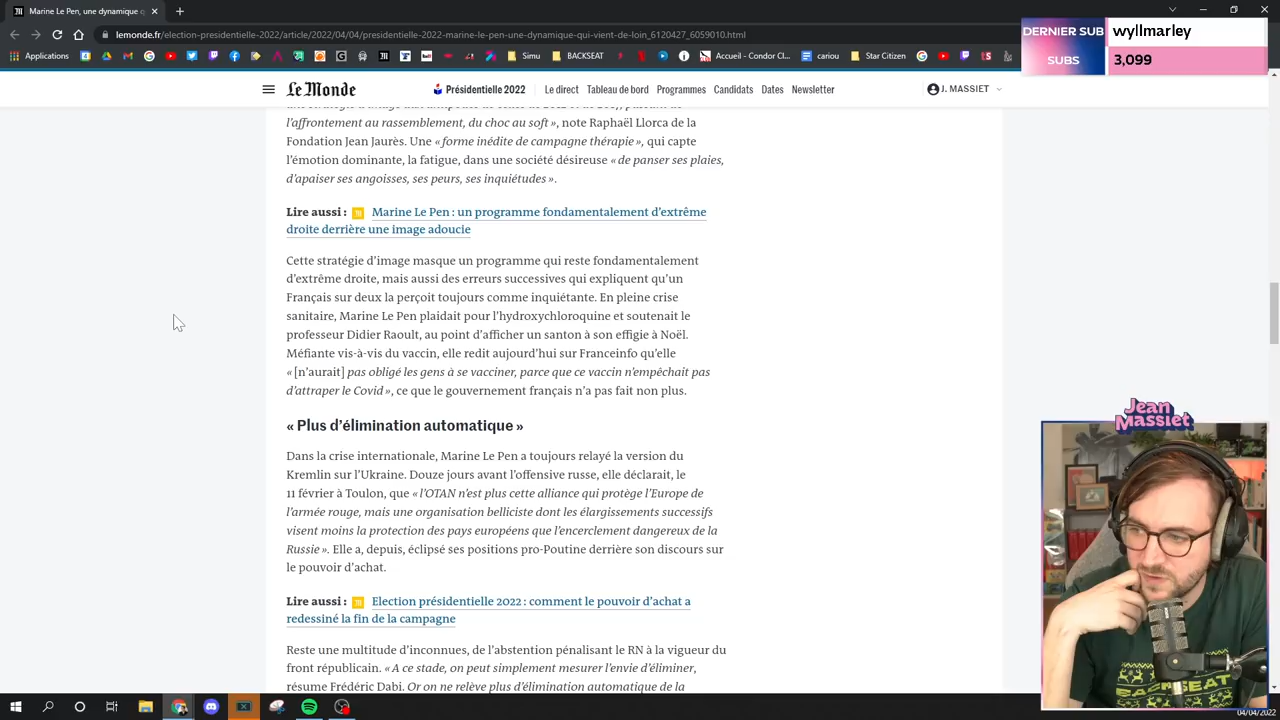 Marine Le Pen, une dynamique q
lemonde.fr/election-presidentielle-2022/article/2022/04/04/presidentielle-2022-marine-le-pen-une-dynamique-qui-vient-de-loin_6120427_6059010.html
Applications
Simu
BACKSEAT
Accueil - Condor Cl...
cariou
Star Citizen
DERNIER SUB
wyllmarley
SUBS
3,099
Le Monde
Présidentielle 2022
Le direct
Tableau de bord
Programmes
Candidats
Dates
Newsletter
J. MASSIET
l'affrontement au rassemblement, du choc au soft », note Raphaël Llorca de la
Fondation Jean Jaurès. Une « forme inédite de campagne thérapie », qui capte
l'émotion dominante, la fatigue, dans une société désireuse « de panser ses plaies,
d'apaiser ses angoisses, ses peurs, ses inquiétudes ».
Lire aussi : Marine Le Pen : un programme fondamentalement d'extrême
droite derrière une image adoucie
Cette stratégie d'image masque un programme qui reste fondamentalement
d'extrême droite, mais aussi des erreurs successives qui expliquent qu'un
Français sur deux la perçoit toujours comme inquiétante. En pleine crise
sanitaire, Marine Le Pen plaidait pour l'hydroxychloroquine et soutenait le
professeur Didier Raoult, au point d'afficher un santon à son effigie à Noël.
Méfiante vis-à-vis du vaccin, elle redit aujourd'hui sur Franceinfo qu'elle
« [n'aurait] pas obligé les gens à se vacciner, parce que ce vaccin n'empêchait pas
d'attraper le Covid », ce que le gouvernement français n'a pas fait non plus.
« Plus d'élimination automatique »
Dans la crise internationale, Marine Le Pen a toujours relayé la version du
Kremlin sur l'Ukraine. Douze jours avant l'offensive russe, elle déclarait, le
11 février à Toulon, que « l'OTAN n'est plus cette alliance qui protège l'Europe de
l'armée rouge, mais une organisation belliciste dont les élargissements successifs
visent moins la protection des pays européens que l'encerclement dangereux de la
Russie ». Elle a, depuis, éclipsé ses positions pro-Poutine derrière son discours sur
le pouvoir d'achat.
Lire aussi : Election présidentielle 2022 : comment le pouvoir d'achat a
redessiné la fin de la campagne
Reste une multitude d'inconnues, de l'abstention pénalisant le RN à la vigueur du
front républicain. « A ce stade, on peut simplement mesurer l'envie d'éliminer,
résume Frédéric Dabi. Or on ne relève plus d'élimination automatique de la
Jean
Massiet
BACKSEAT
04/04/2022